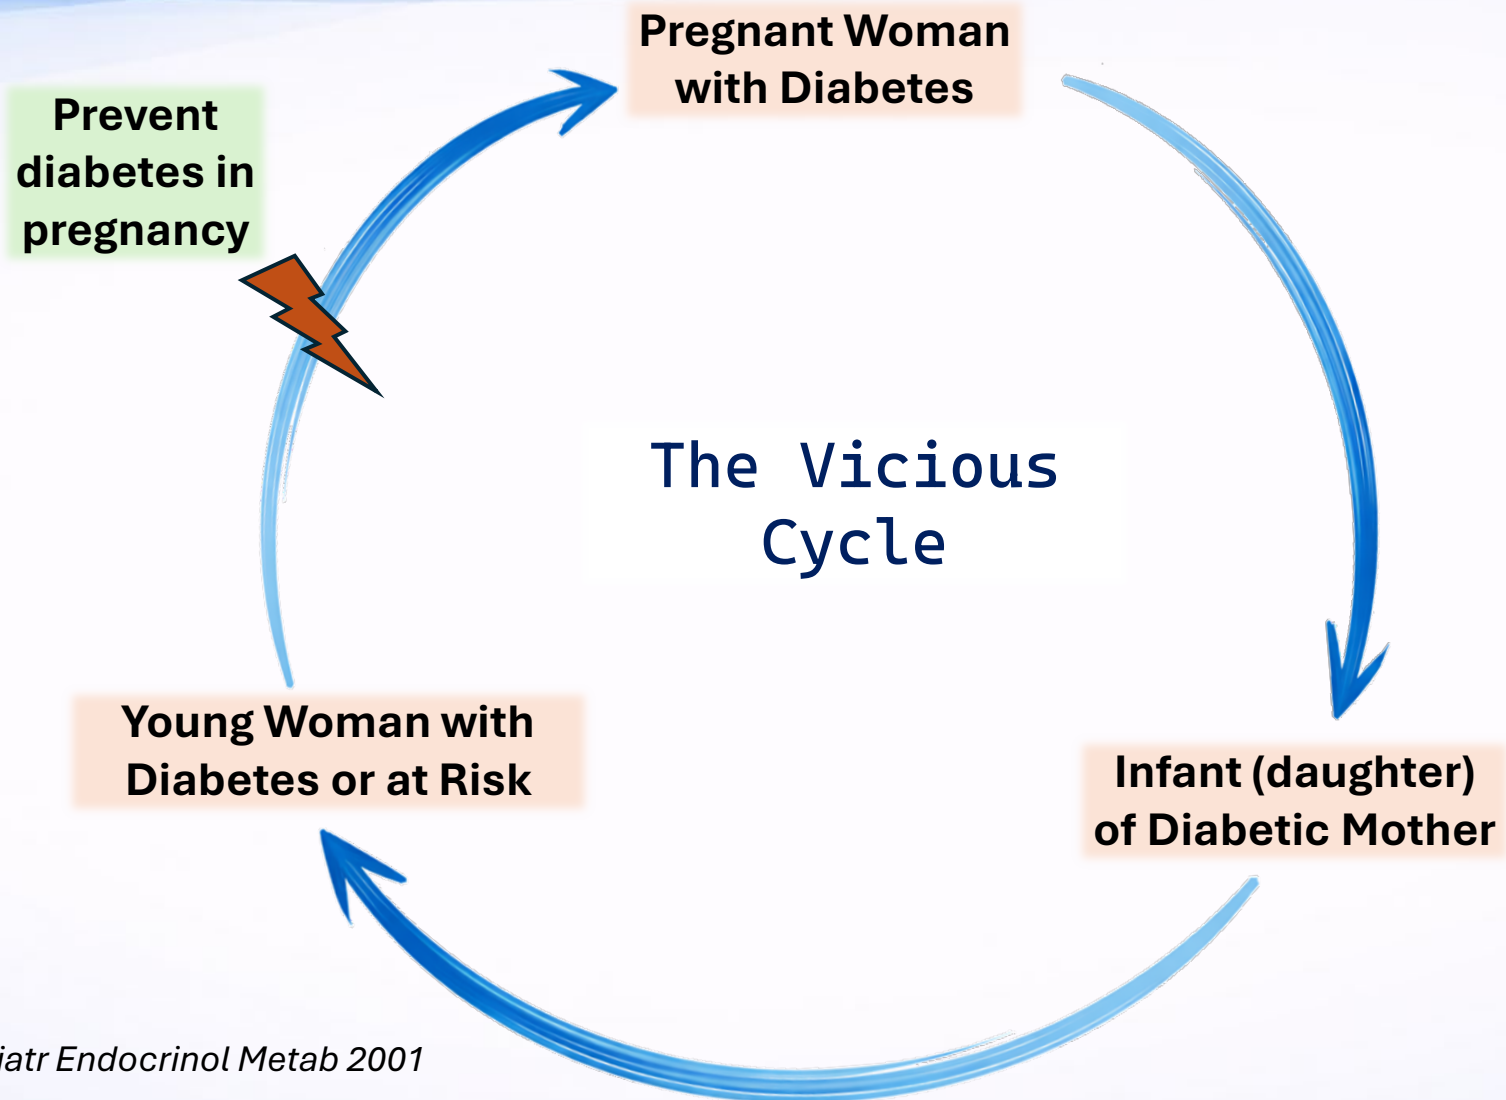 Pregnant Woman
with Diabetes
Prevent
diabetes in
pregnancy
The Vicious
Cycle
Young Woman with
Diabetes or at Risk
Infant (daughter)
of Diabetic Mother
Endocrinol Metab 2001